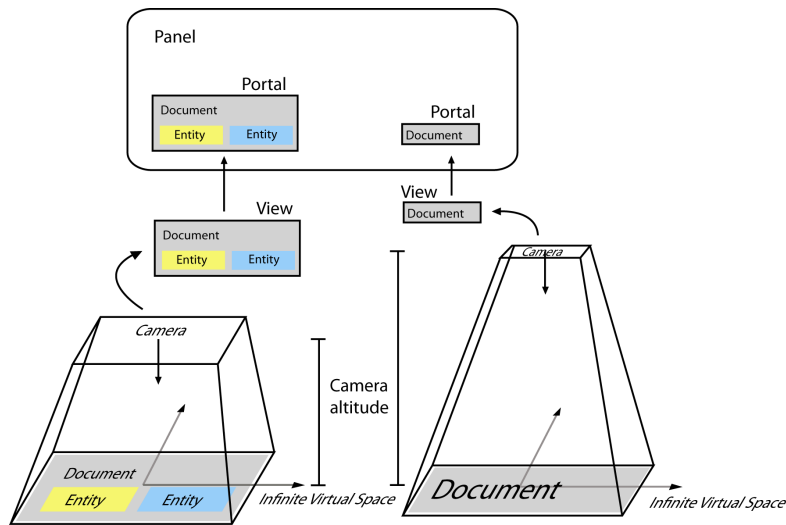 Panel
Portal
Document
Entity Entity
Portal
Document
View
Document
Entity Entity
View
Document
Camera
Camera
Camera
altitude
Document
Entity Entity
Infinite Virtual Space
Document
Infinite Virtual Space